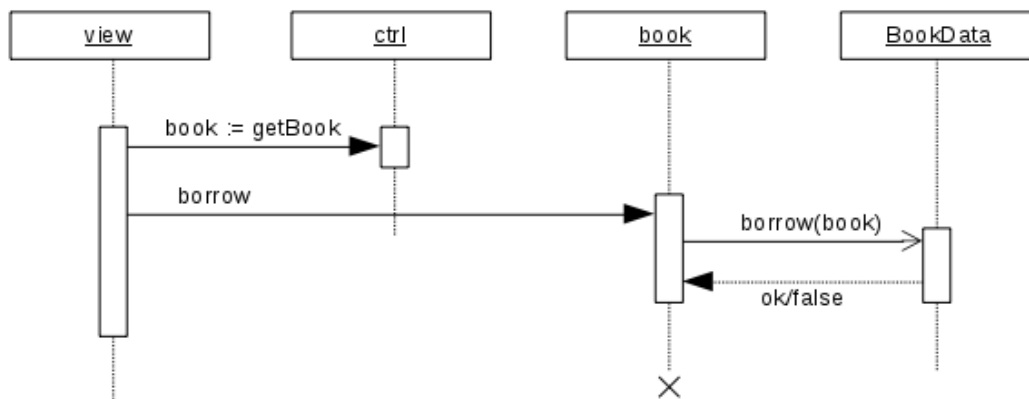 view
ctrl
book
BookData
book := getBook
borrow
borrow(book)
ok/false